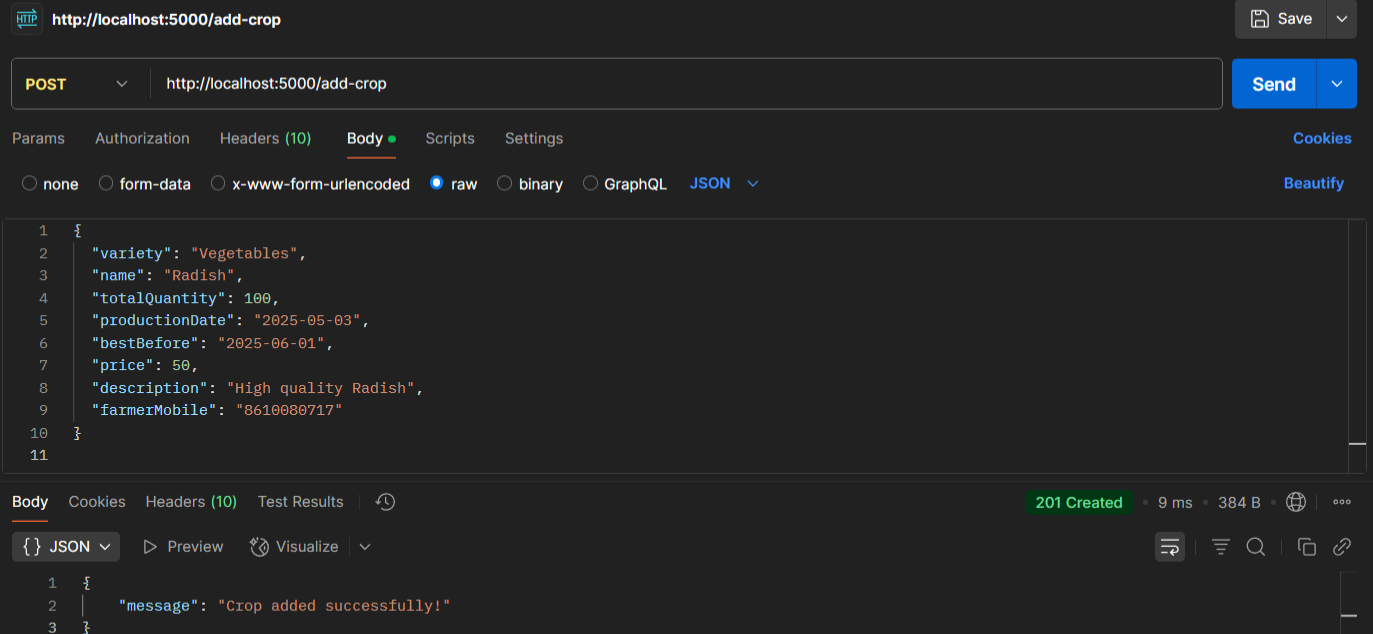 HTTP http://localhost:5000/add-crop Save
POST http://localhost:5000/add-crop Send
Params Authorization Headers (10) Body Scripts Settings Cookies
none form-data x-www-form-urlencoded raw binary GraphQL JSON Beautify
1 {
2 "variety": "Vegetables",
3 "name": "Radish",
4 "totalQuantity": 100,
5 "productionDate": "2025-05-03",
6 "bestBefore": "2025-06-01",
7 "price": 50,
8 "description": "High quality Radish",
9 "farmerMobile": "8610080717"
10 }
11
Body Cookies Headers (10) Test Results 201 Created • 9 ms • 384 B
{} JSON Preview Visualize
1 {
2 "message": "Crop added successfully!"
3 }